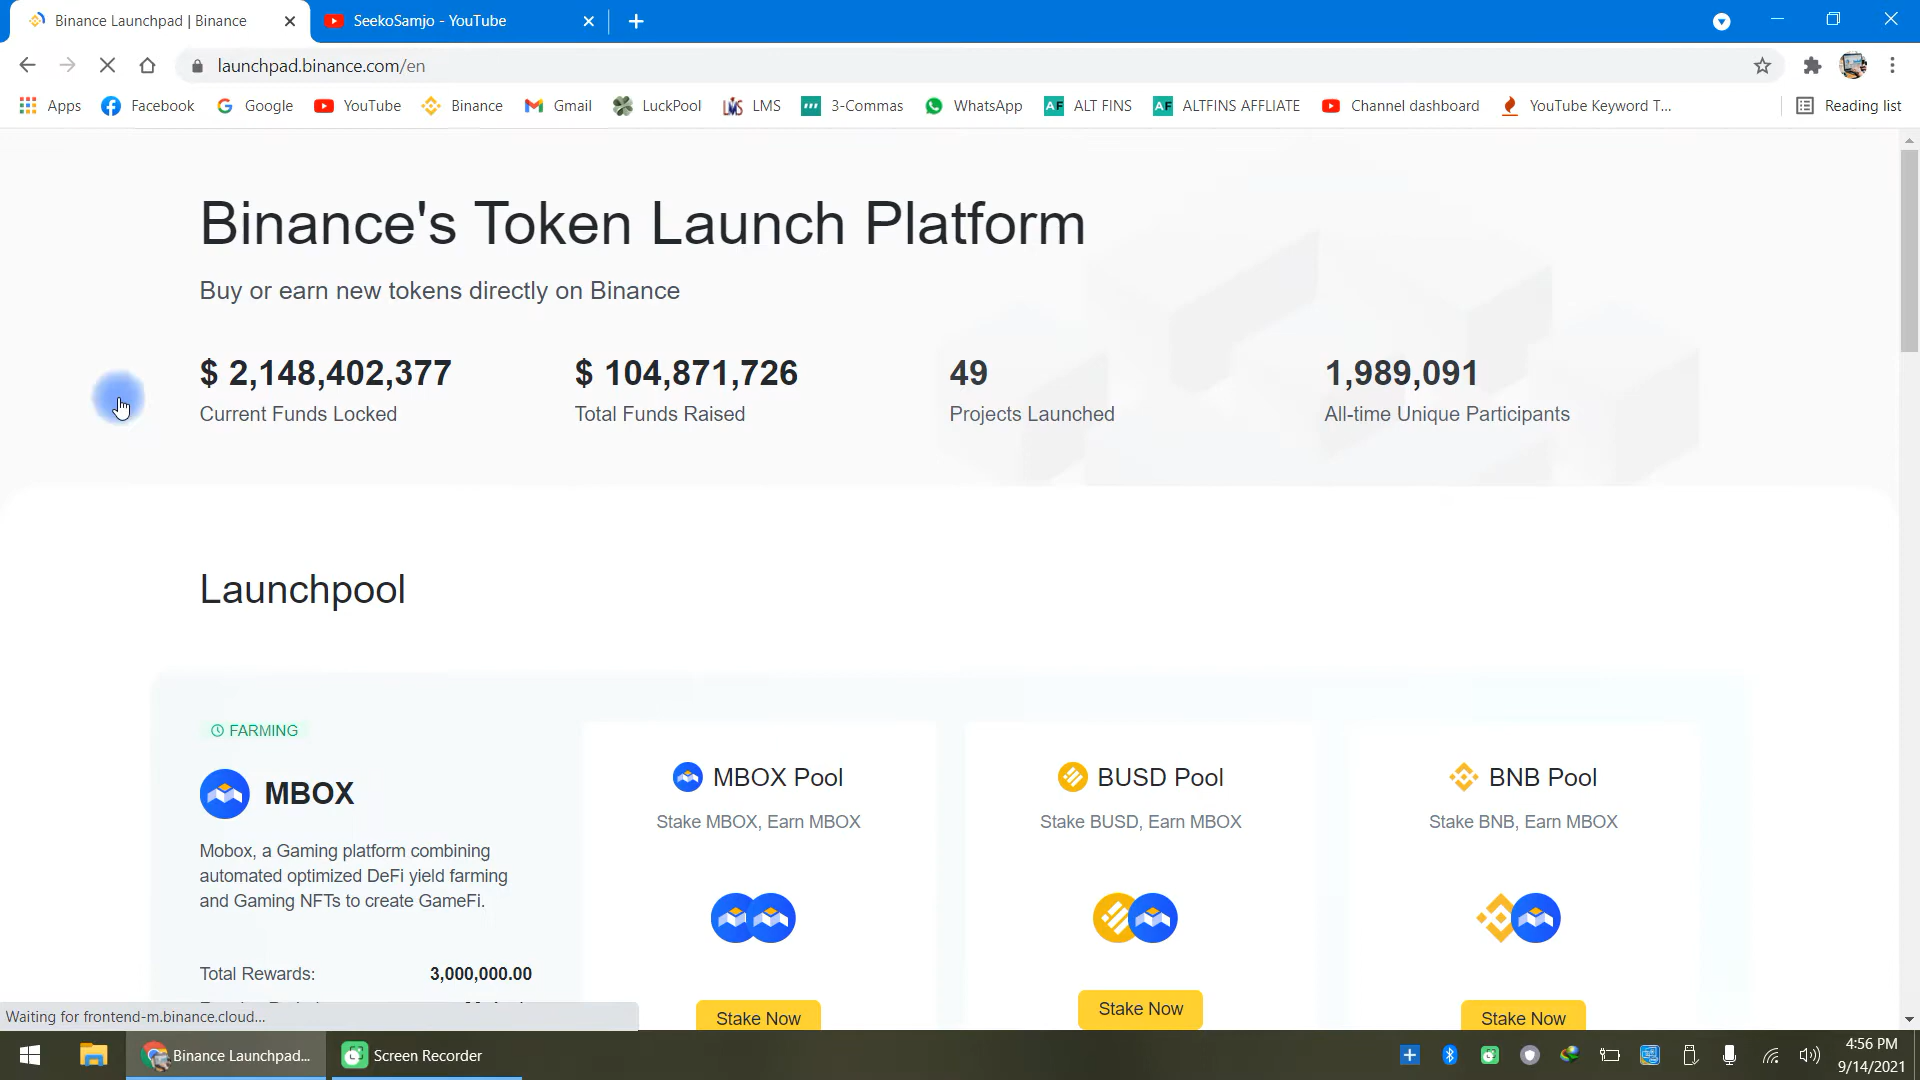 Binance Launchpad | Binance
SeekoSamjo - YouTube
launchpad.binance.com/en
Apps
Facebook
Google
YouTube
Binance
Gmail
LuckPool
LMS
3-Commas
WhatsApp
AF ALT FINS
AF ALTFINS AFFLIATE
Channel dashboard
YouTube Keyword T...
Reading list
Binance's Token Launch Platform
Buy or earn new tokens directly on Binance
$ 2,148,402,377
Current Funds Locked
$ 104,871,726
Total Funds Raised
49
Projects Launched
1,989,091
All-time Unique Participants
Launchpool
FARMING
MBOX
Mobox, a Gaming platform combining
automated optimized DeFi yield farming
and Gaming NFTs to create GameFi.
Total Rewards: 3,000,000.00
MBOX Pool
Stake MBOX, Earn MBOX
Stake Now
BUSD Pool
Stake BUSD, Earn MBOX
Stake Now
BNB Pool
Stake BNB, Earn MBOX
Stake Now
Waiting for frontend-m.binance.cloud...
Binance Launchpad...
Screen Recorder
4:56 PM
9/14/2021